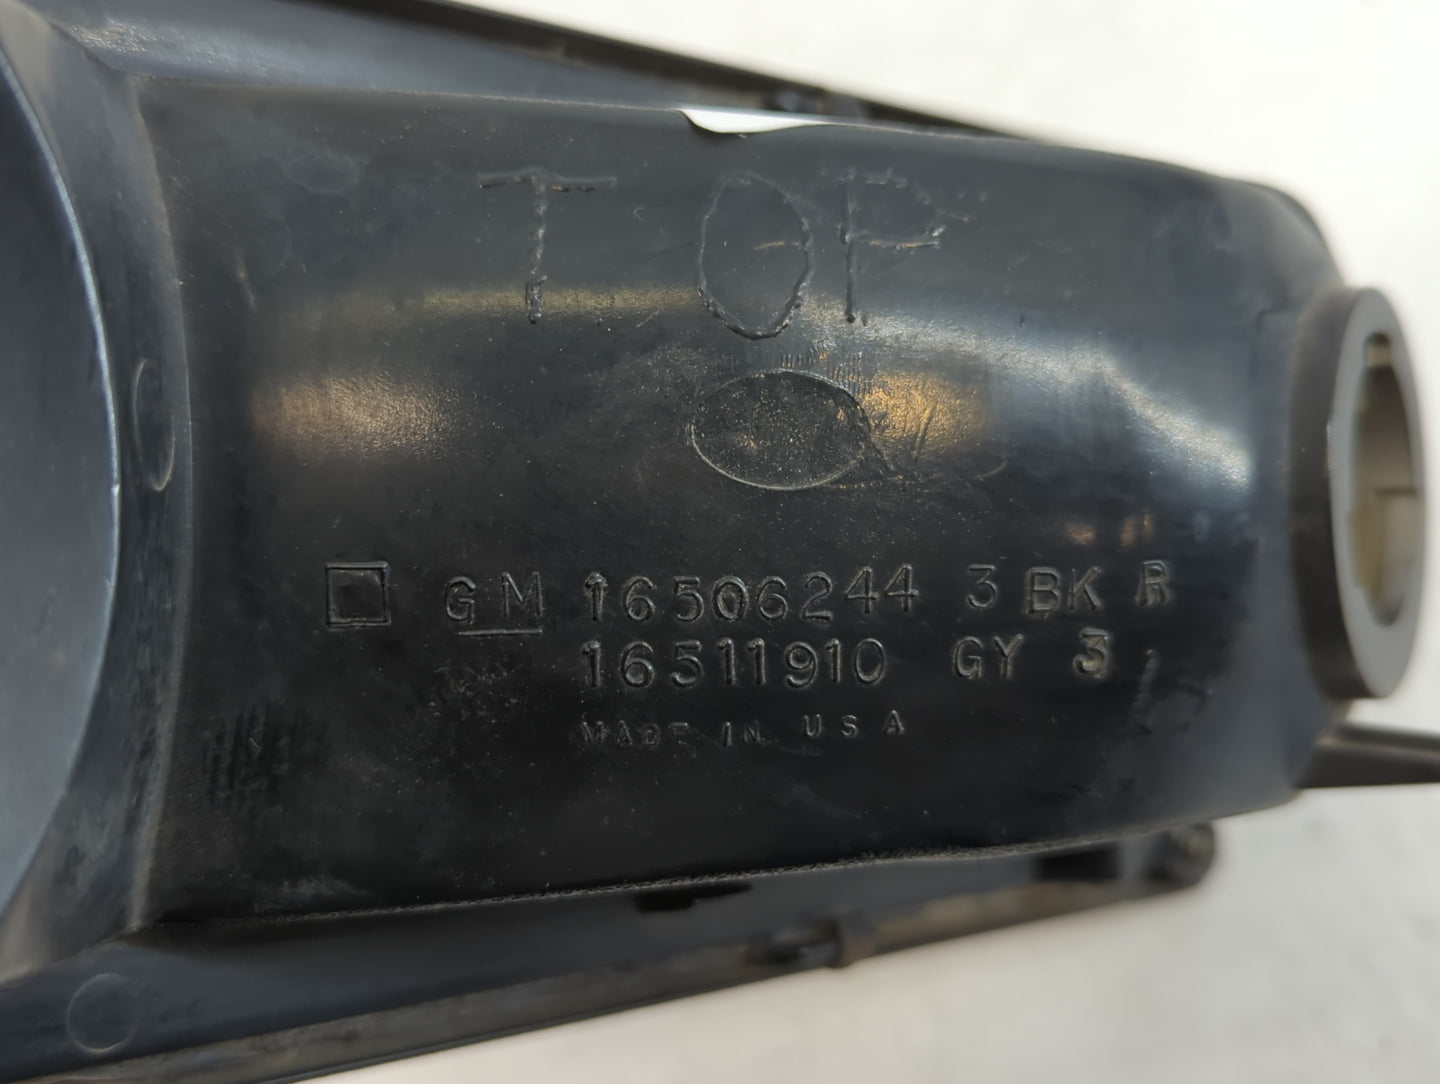 TOP
GM 16506244 3 BK R
16511910 GY 3
MADE IN USA